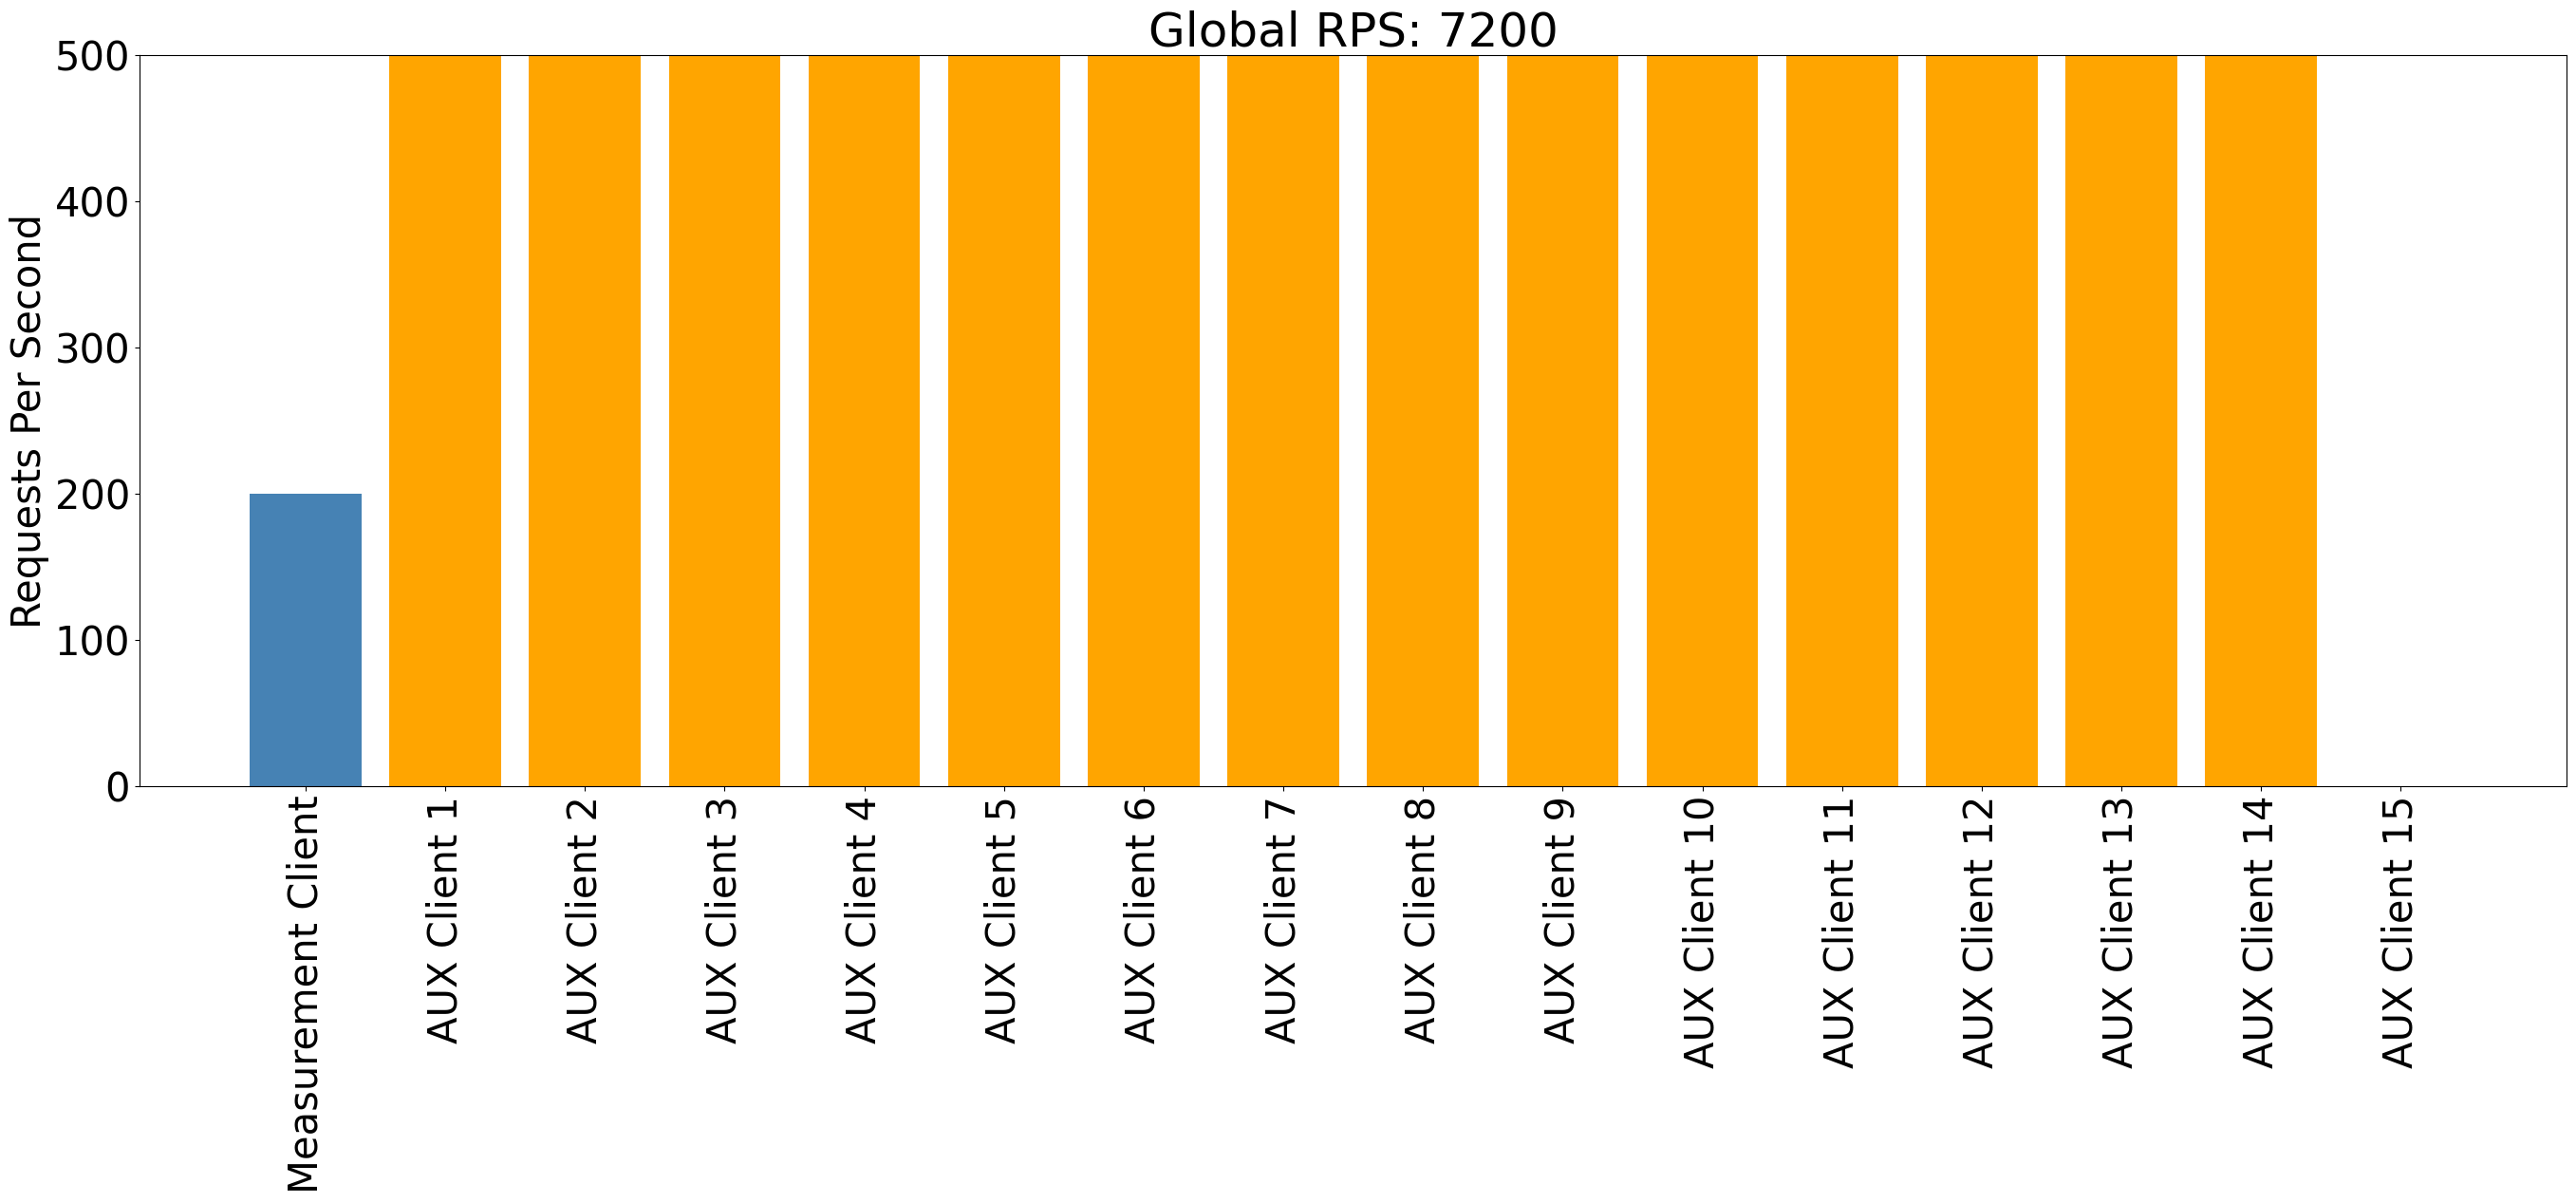 Global RPS: 7200
Requests Per Second
500
400
300
200
100
0
Measurement Client
AUX Client 1
AUX Client 2
AUX Client 3
AUX Client 4
AUX Client 5
AUX Client 6
AUX Client 7
AUX Client 8
AUX Client 9
AUX Client 10
AUX Client 11
AUX Client 12
AUX Client 13
AUX Client 14
AUX Client 15